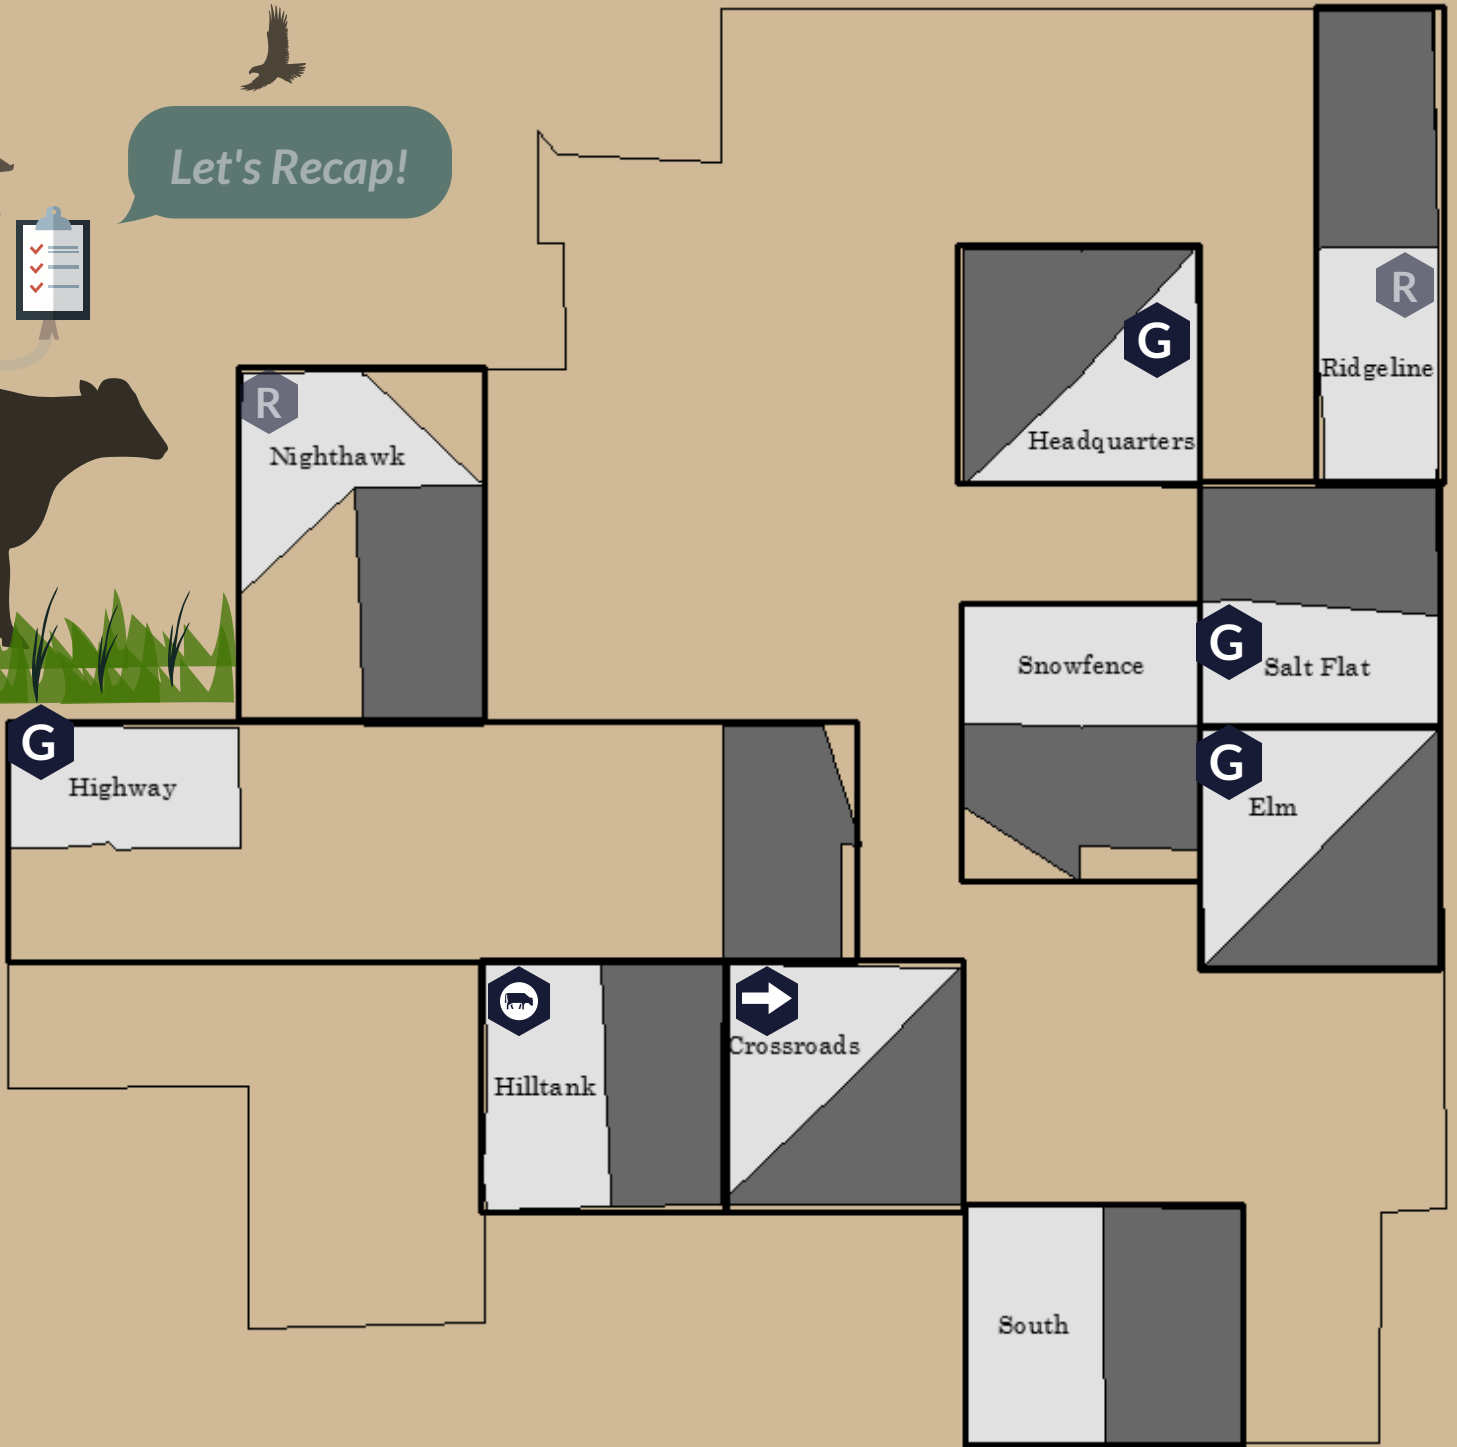 Let's Recap!
R
G
R
Ridgeline
Headquarters
Nighthawk
G
Snowfence
Salt Flat
G
Highway
G
Elm
Crossroads
Hilltank
South